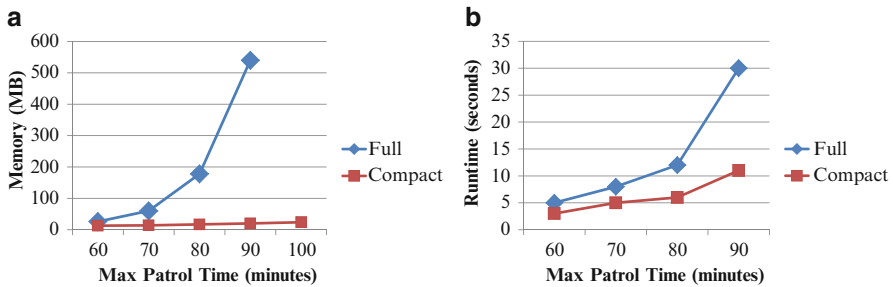 a
600
500
400
300
200
100
0
Memory (MB)
60 70 80 90 100
Max Patrol Time (minutes)
Full
Compact
b
35
30
25
20
15
10
5
0
Runtime (seconds)
60 70 80 90
Max Patrol Time (minutes)
Full
Compact